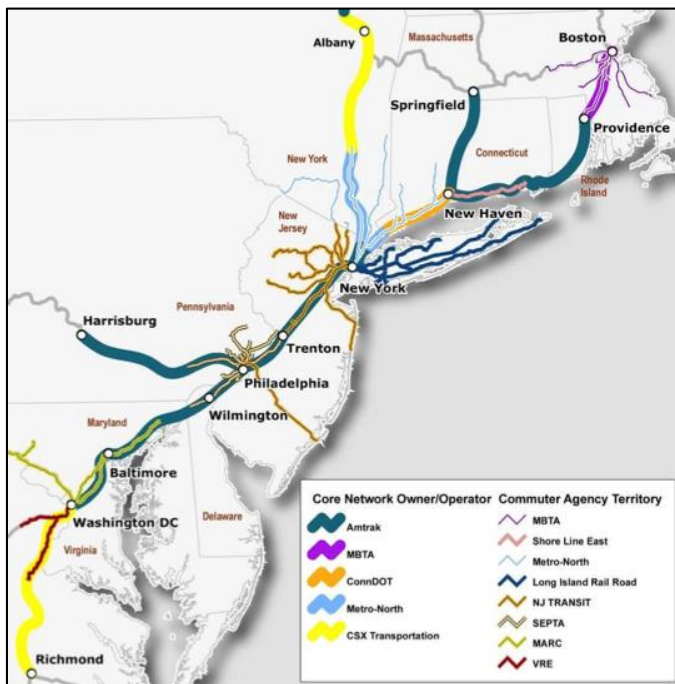 Albany
Massachusetts
Boston
Springfield
Providence
New York
Connecticut
Rhode
Island
New Haven
New
Jersey
New York
Pennsylvania
Harrisburg
Trenton
Philadelphia
Wilmington
Maryland
Baltimore
Washington DC
Delaware
Virginia
Richmond
Core Network Owner/Operator
Amtrak
MBTA
ConnDOT
Metro-North
CSX Transportation
Commuter Agency Territory
MBTA
Shore Line East
Metro-North
Long Island Rail Road
NJ TRANSIT
SEPTA
MARC
VRE